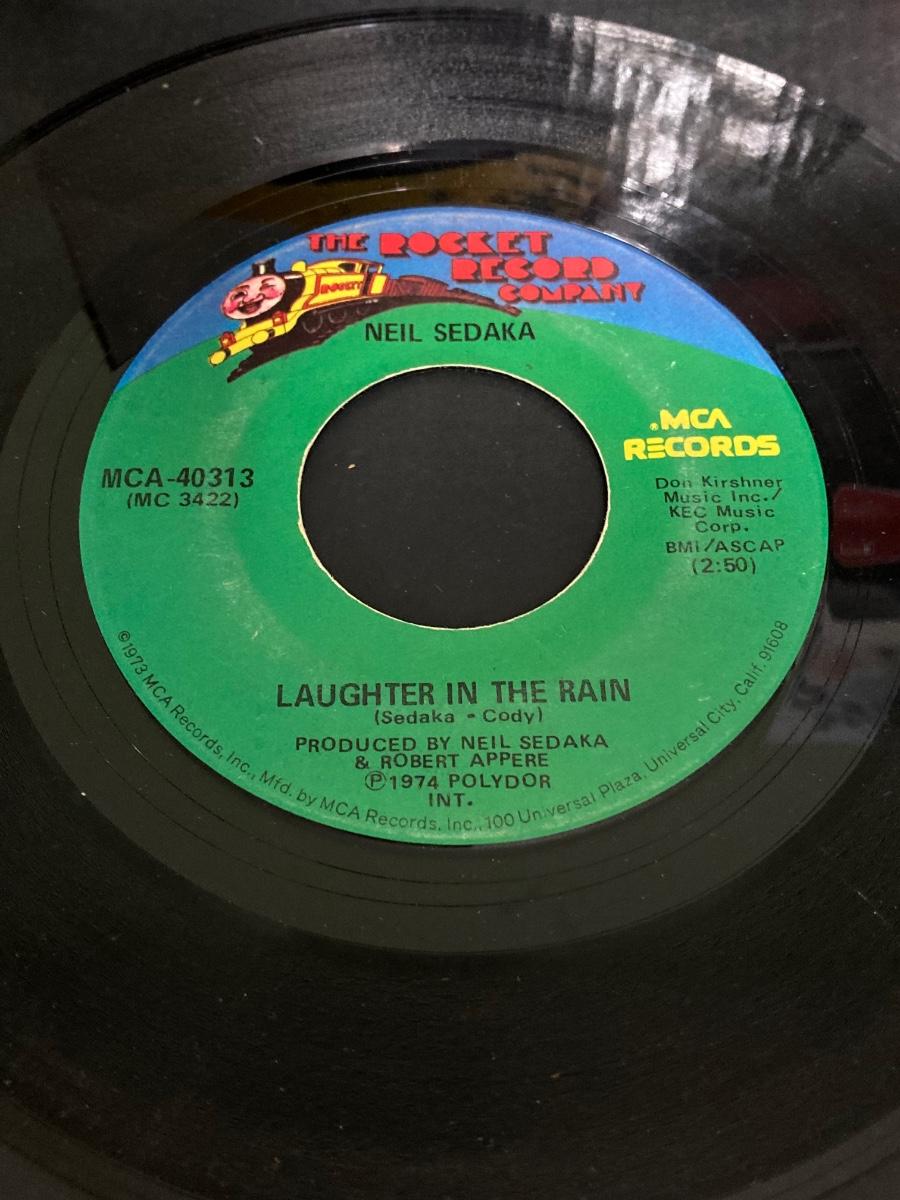 THE ROCKET
RECORD
COMPANY
ROCKET
NEIL SEDAKA
®MCA
RECORDS
MCA-40313
(MC 3422)
Don Kirshner
Music Inc./
KEC Music
Corp.
BMI/ASCAP
(2:50)
LAUGHTER IN THE RAIN
(Sedaka - Cody)
PRODUCED BY NEIL SEDAKA
& ROBERT APPERE
Ⓟ1974 POLYDOR
INT.
©1973 MCA Records, Inc., Mfd. by MCA Records, Inc., 100 Universal Plaza, Universal City, Calif. 91608